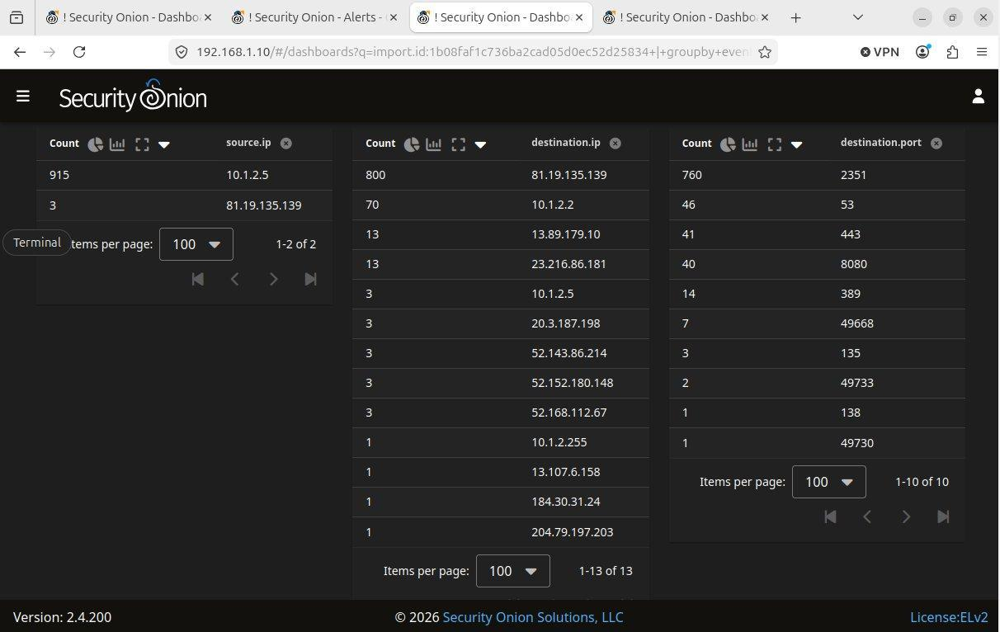 ! Security Onion - Dashbo
! Security Onion - Alerts -
! Security Onion - Dashbo
! Security Onion - Dashbo
192.168.1.10/#/dashboards?q=import.id:1b08faf1c736ba2cad05d0ec52d25834+|+groupby+even
VPN
Security Onion
Count source.ip
915 10.1.2.5
3 81.19.135.139
Terminal
tems per page: 100 1-2 of 2
Count destination.ip
800 81.19.135.139
70 10.1.2.2
13 13.89.179.10
13 23.216.86.181
3 10.1.2.5
3 20.3.187.198
3 52.143.86.214
3 52.152.180.148
3 52.168.112.67
1 10.1.2.255
1 13.107.6.158
1 184.30.31.24
1 204.79.197.203
Items per page: 100 1-13 of 13
Count destination.port
760 2351
46 53
41 443
40 8080
14 389
7 49668
3 135
2 49733
1 138
1 49730
Items per page: 100 1-10 of 10
Version: 2.4.200
© 2026 Security Onion Solutions, LLC
License:ELv2